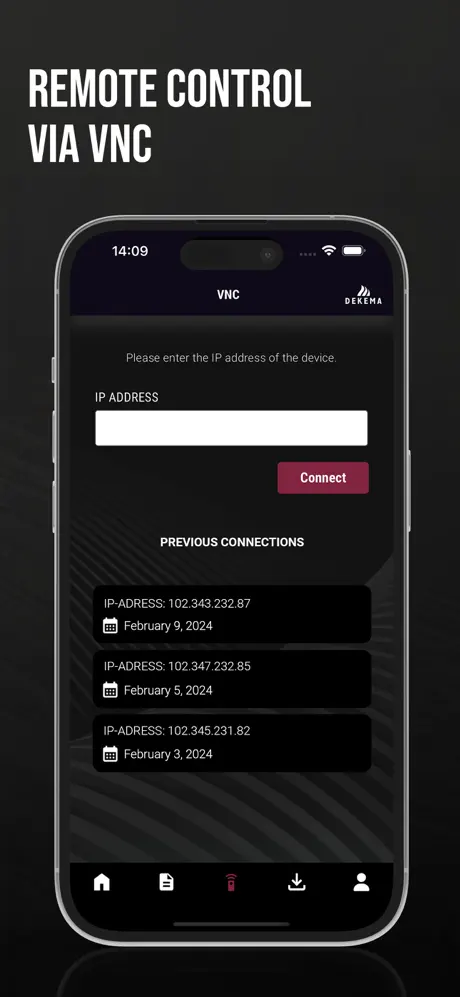 REMOTE CONTROL
VIA VNC
14:09
VNC
DEKEMA
Please enter the IP address of the device.
IP ADDRESS
Connect
PREVIOUS CONNECTIONS
IP-ADRESS: 102.343.232.87
February 9, 2024
IP-ADRESS: 102.347.232.85
February 5, 2024
IP-ADRESS: 102.345.231.82
February 3, 2024